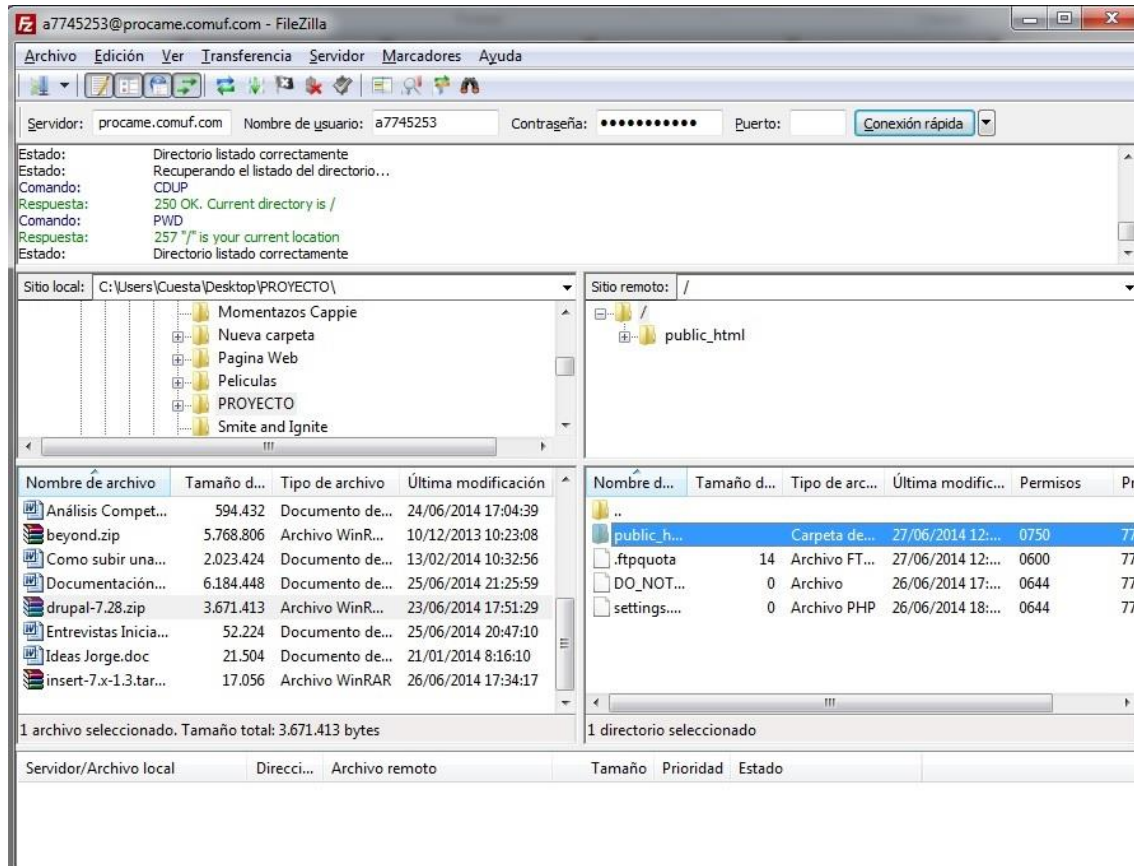 a7745253@procame.comuf.com - FileZilla
Archivo Edición Ver Transferencia Servidor Marcadores Ayuda
Servidor: procame.comuf.com Nombre de usuario: a7745253 Contraseña: ●●●●●●●●●●● Puerto: Conexión rápida
Estado: Directorio listado correctamente
Estado: Recuperando el listado del directorio...
Comando: CDUP
Respuesta: 250 OK. Current directory is /
Comando: PWD
Respuesta: 257 "/" is your current location
Estado: Directorio listado correctamente
Sitio local: C:\Users\Cuesta\Desktop\PROYECTO\
Momentazos Cappie
Nueva carpeta
Pagina Web
Peliculas
PROYECTO
Smite and Ignite
Sitio remoto: /
/
public_html
Nombre de archivo Tamaño d... Tipo de archivo Última modificación
Análisis Compet... 594.432 Documento de... 24/06/2014 17:04:39
beyond.zip 5.768.806 Archivo WinR... 10/12/2013 10:23:08
Como subir una... 2.023.424 Documento de... 13/02/2014 10:32:56
Documentación... 6.184.448 Documento de... 25/06/2014 21:25:59
drupal-7.28.zip 3.671.413 Archivo WinR... 23/06/2014 17:51:29
Entrevistas Inicia... 52.224 Documento de... 25/06/2014 20:47:10
Ideas Jorge.doc 21.504 Documento de... 21/01/2014 8:16:10
insert-7.x-1.3.tar... 17.056 Archivo WinRAR 26/06/2014 17:34:17
1 archivo seleccionado. Tamaño total: 3.671.413 bytes
Nombre d... Tamaño d... Tipo de arc... Última modific... Permisos Pr
..
public_h... Carpeta de... 27/06/2014 12:... 0750 77
.ftpquota 14 Archivo FT... 27/06/2014 12:... 0600 77
DO_NOT... 0 Archivo 26/06/2014 17:... 0644 77
settings.... 0 Archivo PHP 26/06/2014 18:... 0644 77
1 directorio seleccionado
Servidor/Archivo local Direcci... Archivo remoto Tamaño Prioridad Estado